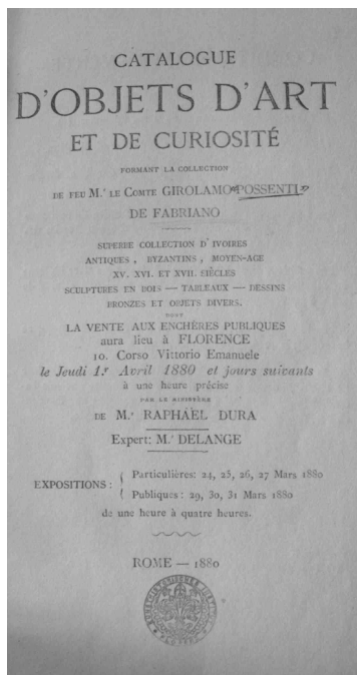 CATALOGUE
D'OBJETS D'ART
ET DE CURIOSITÉ
FORMANT LA COLLECTION
DE FEU M.r LE COMTE GIROLAMO POSSENTI
DE FABRIANO
SUPERBE COLLECTION D'IVOIRES
ANTIQUES, BYZANTINS, MOYEN-AGE
XV. XVI. ET XVII. SIÈCLES
SCULPTURES EN BOIS — TABLEAUX — DESSINS
BRONZES ET OBJETS DIVERS.
DONT
LA VENTE AUX ENCHÈRES PUBLIQUES
aura lieu à FLORENCE
10. Corso Vittorio Emanuele
le Jeudi 1.r Avril 1880 et jours suivants
à une heure précise
PAR LE MINISTÈRE
DE M.r RAPHAËL DURA
Expert: M.r DELANGE
EXPOSITIONS: Particulières: 24, 25, 26, 27 Mars 1880
Publiques: 29, 30, 31 Mars 1880
de une heure à quatre heures.
ROME — 1880